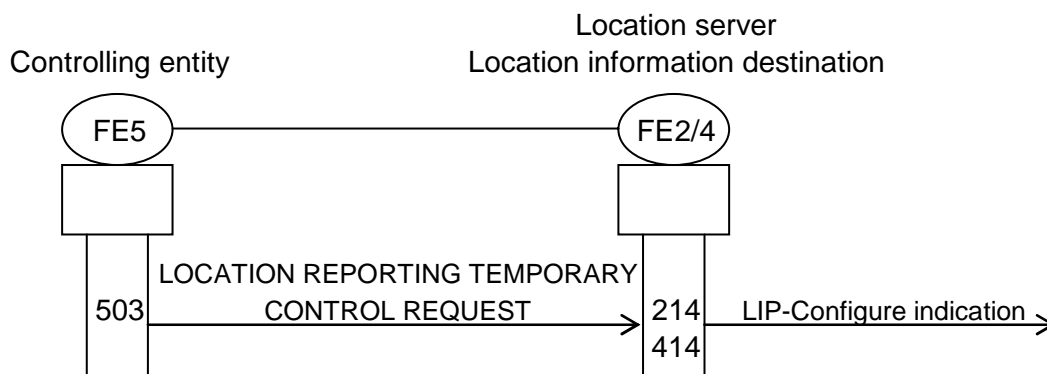 Location server
Controlling entity
Location information destination
FE5
FE2/4
LOCATION REPORTING TEMPORARY
503
CONTROL REQUEST
214
LIP-Configure indication
414